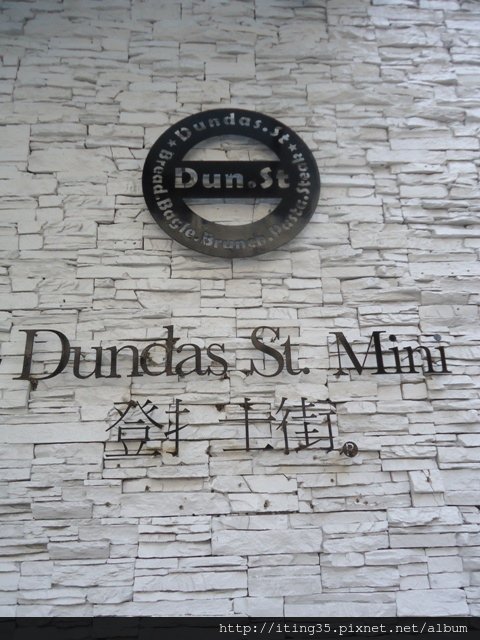 Dundas.St
Dun.St
Bread.Bagle.Brunch.Pasta.Steak
Dundas St. Mini
登扌士街®
http://iting35.pixnet.net/album